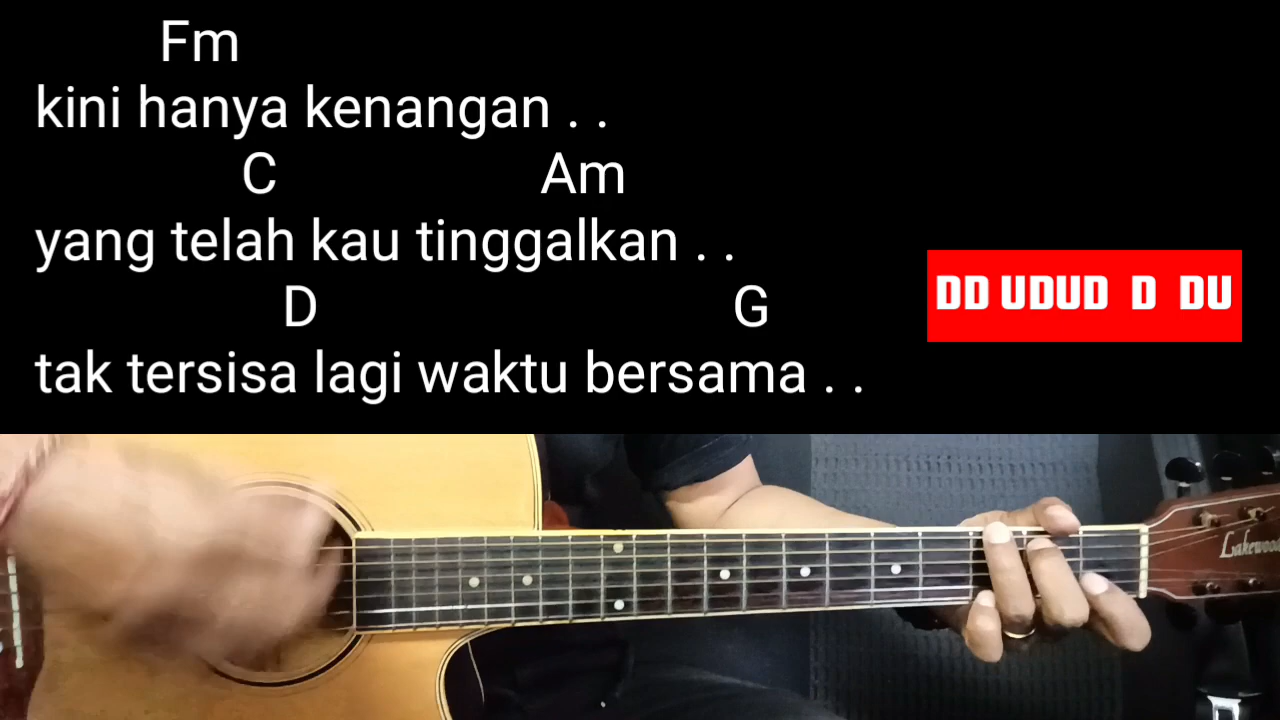 Fm
kini hanya kenangan . .
C Am
yang telah kau tinggalkan . .
D G
tak tersisa lagi waktu bersama . .
DD UDUD D DU